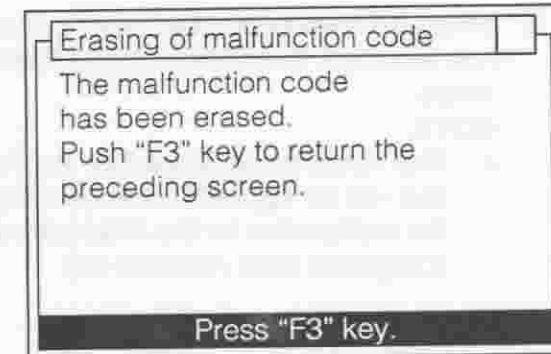 Erasing of malfunction code
The malfunction code
has been erased.
Push “F3” key to return the
preceding screen.
Press “F3” key.